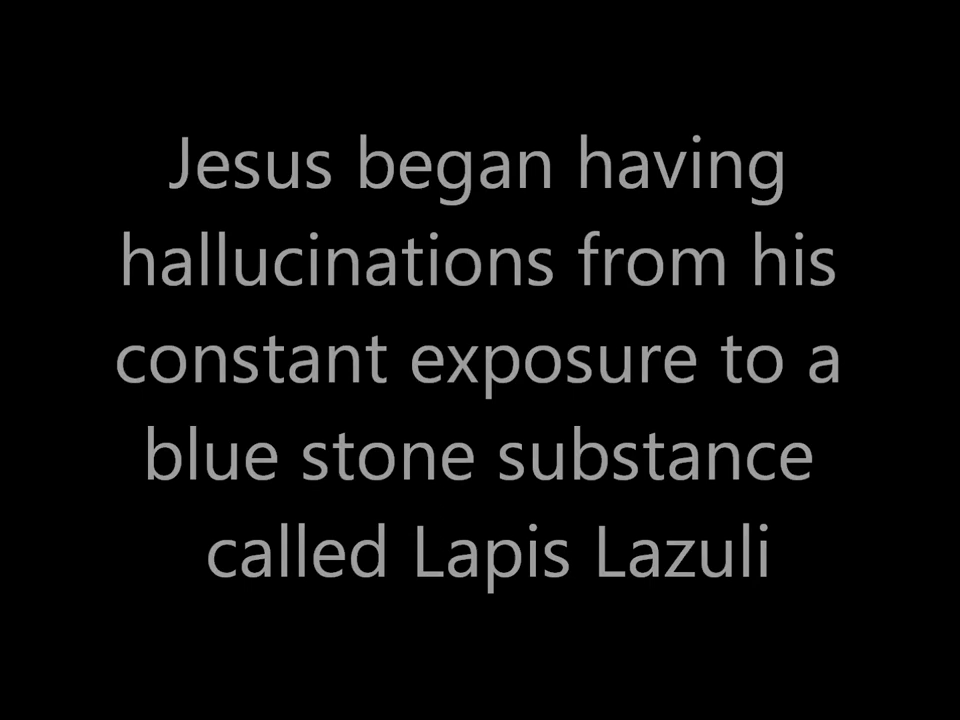 Jesus began having
hallucinations from his
constant exposure to a
blue stone substance
called Lapis Lazuli